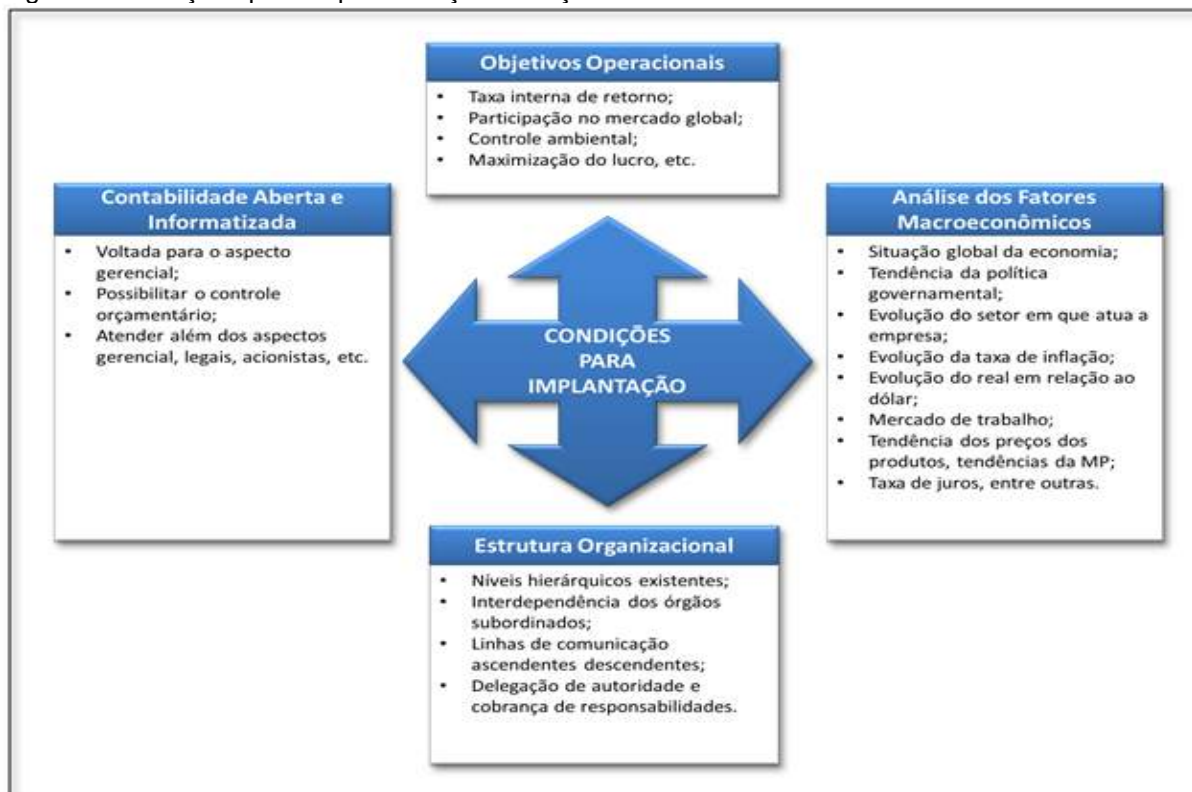 Objetivos Operacionais
• Taxa interna de retorno;
• Participação no mercado global;
• Controle ambiental;
• Maximização do lucro, etc.
Contabilidade Aberta e
Informatizada
• Voltada para o aspecto
gerencial;
• Possibilitar o controle
orçamentário;
• Atender além dos aspectos
gerencial, legais, acionistas, etc.
CONDIÇÕES
PARA
IMPLANTAÇÃO
Análise dos Fatores
Macroeconômicos
• Situação global da economia;
• Tendência da política
governamental;
• Evolução do setor em que atua a
empresa;
• Evolução da taxa de inflação;
• Evolução do real em relação ao
dólar;
• Mercado de trabalho;
• Tendência dos preços dos
produtos, tendências da MP;
• Taxa de juros, entre outras.
Estrutura Organizacional
• Níveis hierárquicos existentes;
• Interdependência dos órgãos
subordinados;
• Linhas de comunicação
ascendentes descendentes;
• Delegação de autoridade e
cobrança de responsabilidades.